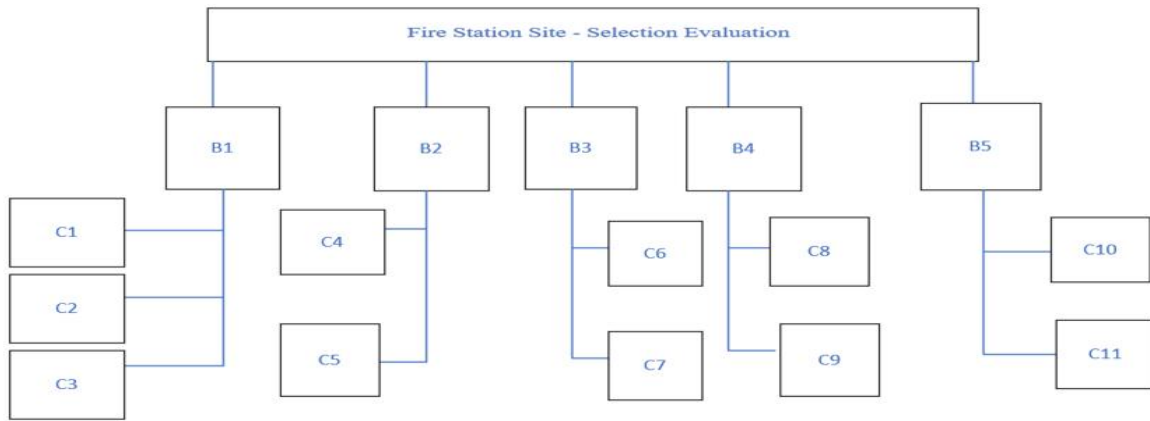 Fire Station Site - Selection Evaluation
B1
B2
B3
B4
B5
C1
C2
C3
C4
C5
C6
C7
C8
C9
C10
C11